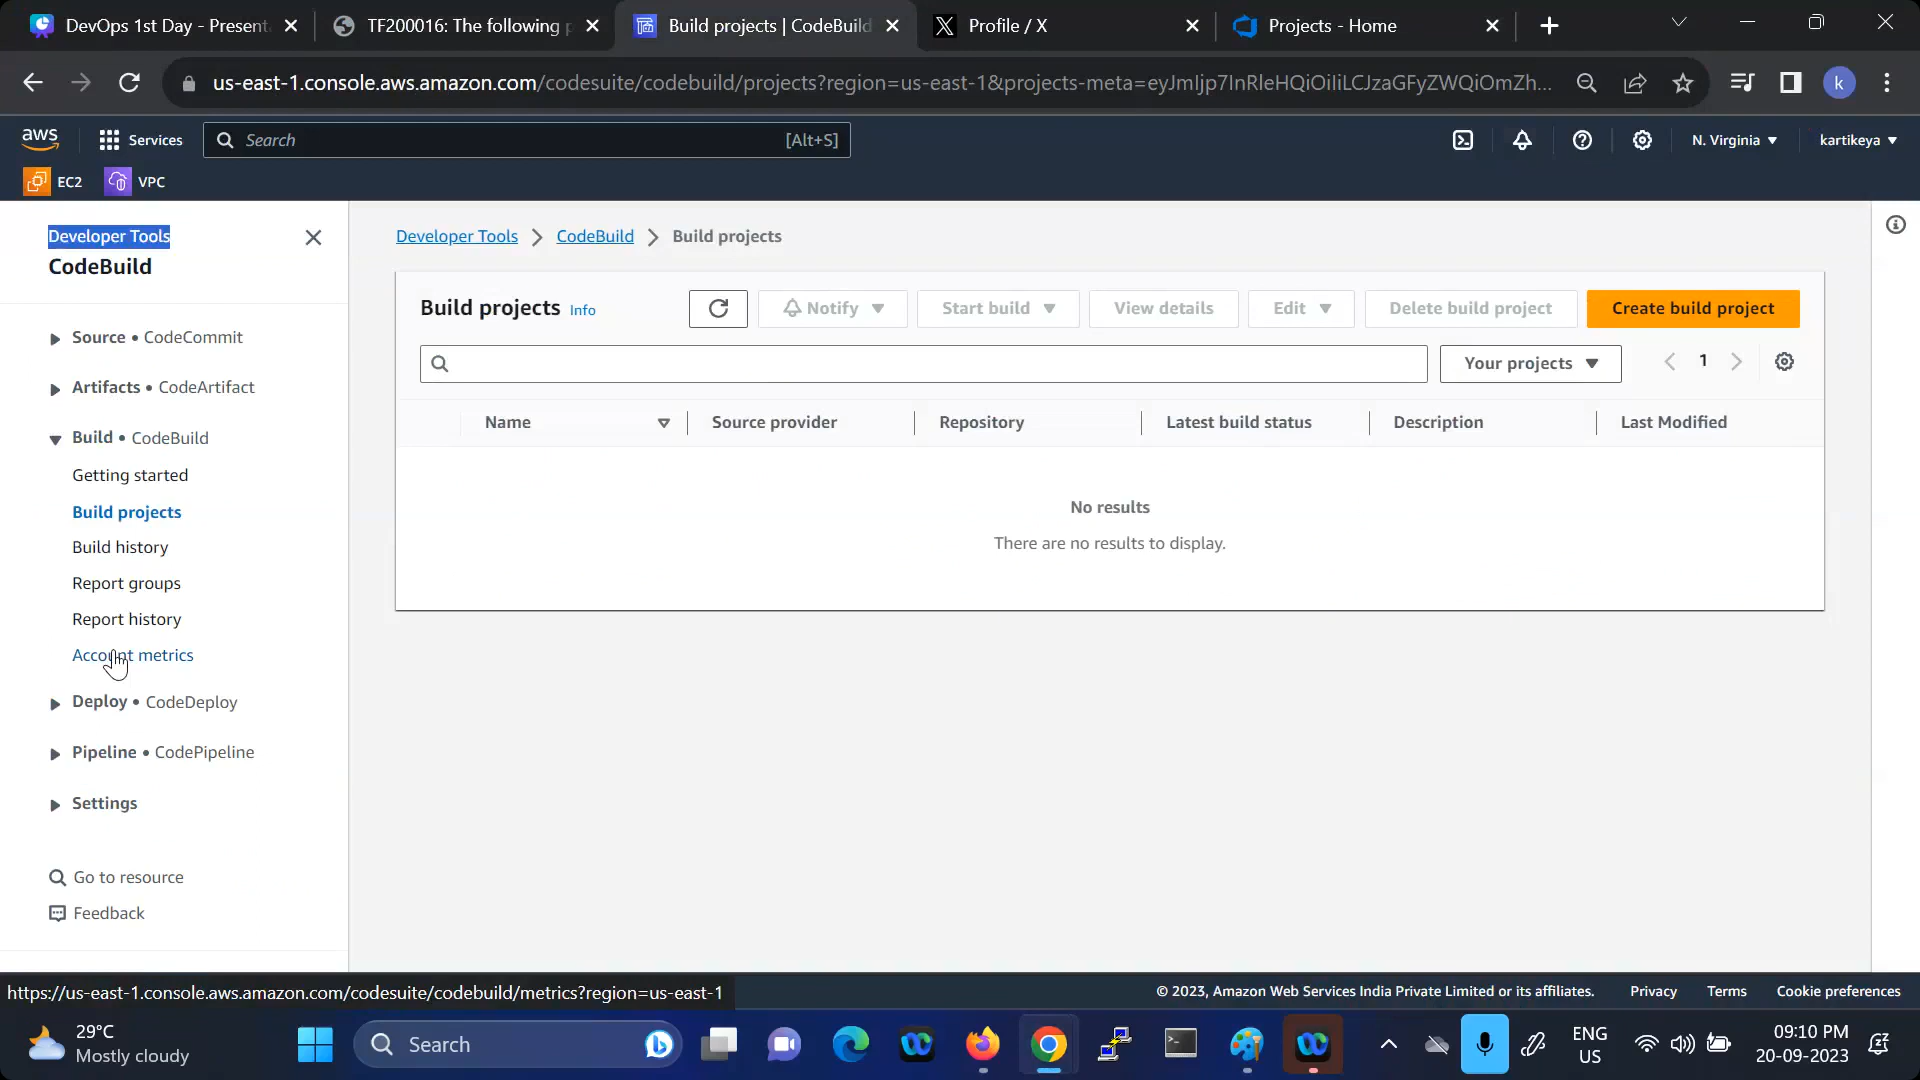 DevOps 1st Day - Present
TF200016: The following p
Build projects | CodeBuild
Profile / X
Projects - Home
us-east-1.console.aws.amazon.com/codesuite/codebuild/projects?region=us-east-1&projects-meta=eyJmIjp7InRleHQiOiIiLCJzaGFyZWQiOmZh...
k
aws
Services
Search
[Alt+S]
N. Virginia
kartikeya
EC2
VPC
Developer Tools
CodeBuild
Source • CodeCommit
Artifacts • CodeArtifact
Build • CodeBuild
Getting started
Build projects
Build history
Report groups
Report history
Account metrics
Deploy • CodeDeploy
Pipeline • CodePipeline
Settings
Go to resource
Feedback
Developer Tools > CodeBuild > Build projects
Build projects Info
Notify
Start build
View details
Edit
Delete build project
Create build project
Your projects
1
Name
Source provider
Repository
Latest build status
Description
Last Modified
No results
There are no results to display.
https://us-east-1.console.aws.amazon.com/codesuite/codebuild/metrics?region=us-east-1
© 2023, Amazon Web Services India Private Limited or its affiliates.
Privacy
Terms
Cookie preferences
29°C
Mostly cloudy
Search
ENG
US
09:10 PM
20-09-2023